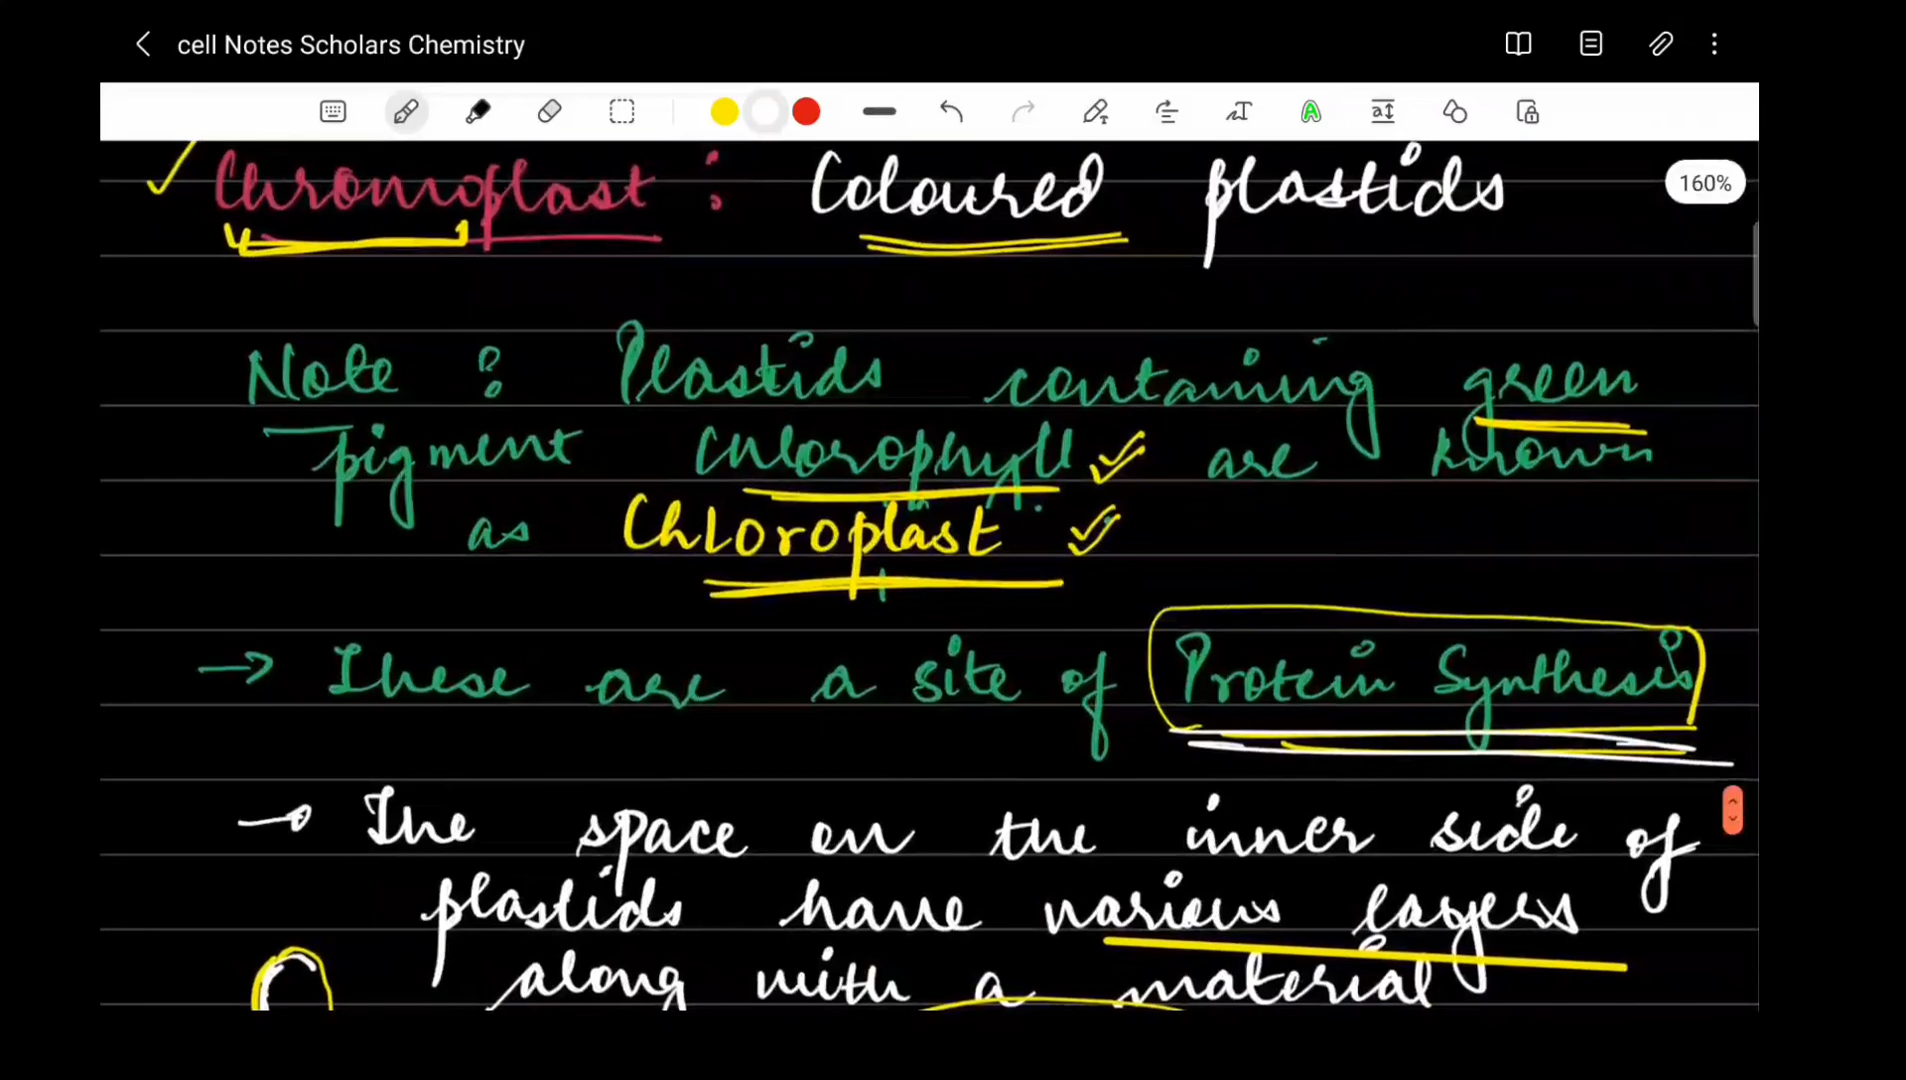 cell Notes Scholars Chemistry
160%
Chromoplast : Coloured plastids
Note : Plastids containing green
pigment Chlorophyll are known
as Chloroplast
→ These are a site of Protein Synthesis
→ The space on the inner side of
plastids have various layers
along with a material